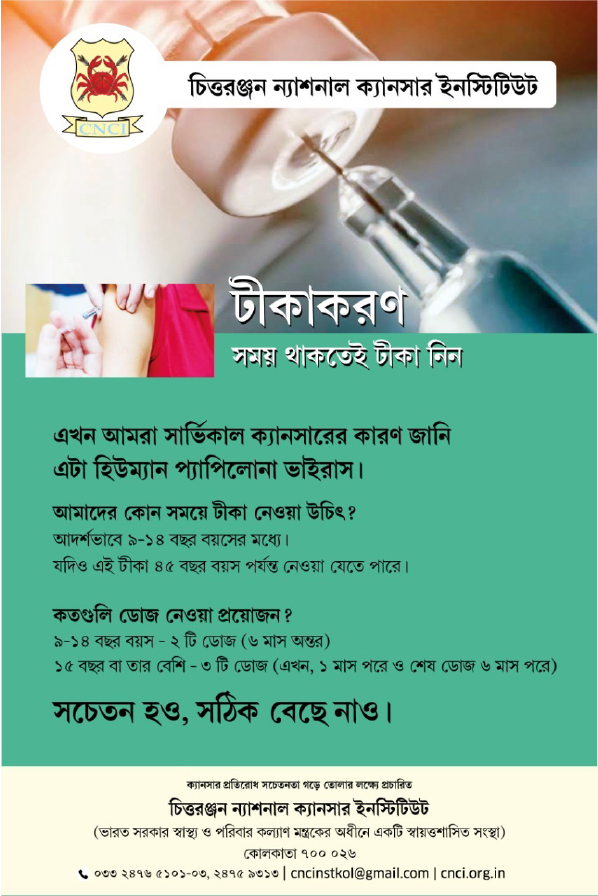 চিত্তরঞ্জন ন্যাশনাল ক্যানসার ইনস্টিটিউট
CNCI
টীকাকরণ
সময় থাকতেই টীকা নিন
এখন আমরা সার্ভিকাল ক্যানসারের কারণ জানি
এটা হিউম্যান প্যাপিলোনা ভাইরাস।
আমাদের কোন সময়ে টীকা নেওয়া উচিৎ?
আদর্শভাবে ৯-১৪ বছর বয়সের মধ্যে।
যদিও এই টীকা ৪৫ বছর বয়স পর্যন্ত নেওয়া যেতে পারে।
কতগুলি ডোজ নেওয়া প্রয়োজন?
৯-১৪ বছর বয়স - ২ টি ডোজ (৬ মাস অন্তর)
১৫ বছর বা তার বেশি - ৩ টি ডোজ (এখন, ১ মাস পরে ও শেষ ডোজ ৬ মাস পরে)
সচেতন হও, সঠিক বেছে নাও।
ক্যানসার প্রতিরোধ সচেতনতা গড়ে তোলার লক্ষ্যে প্রচারিত
চিত্তরঞ্জন ন্যাশনাল ক্যানসার ইনস্টিটিউট
(ভারত সরকার স্বাস্থ্য ও পরিবার কল্যাণ মন্ত্রকের অধীনে একটি স্বায়ত্তশাসিত সংস্থা)
কোলকাতা ৭০০ ০২৬
০৩৩ ২৪৭৬ ৫১০১-০৩, ২৪৭৫ ৯৩১৩ | cncinstkol@gmail.com | cnci.org.in